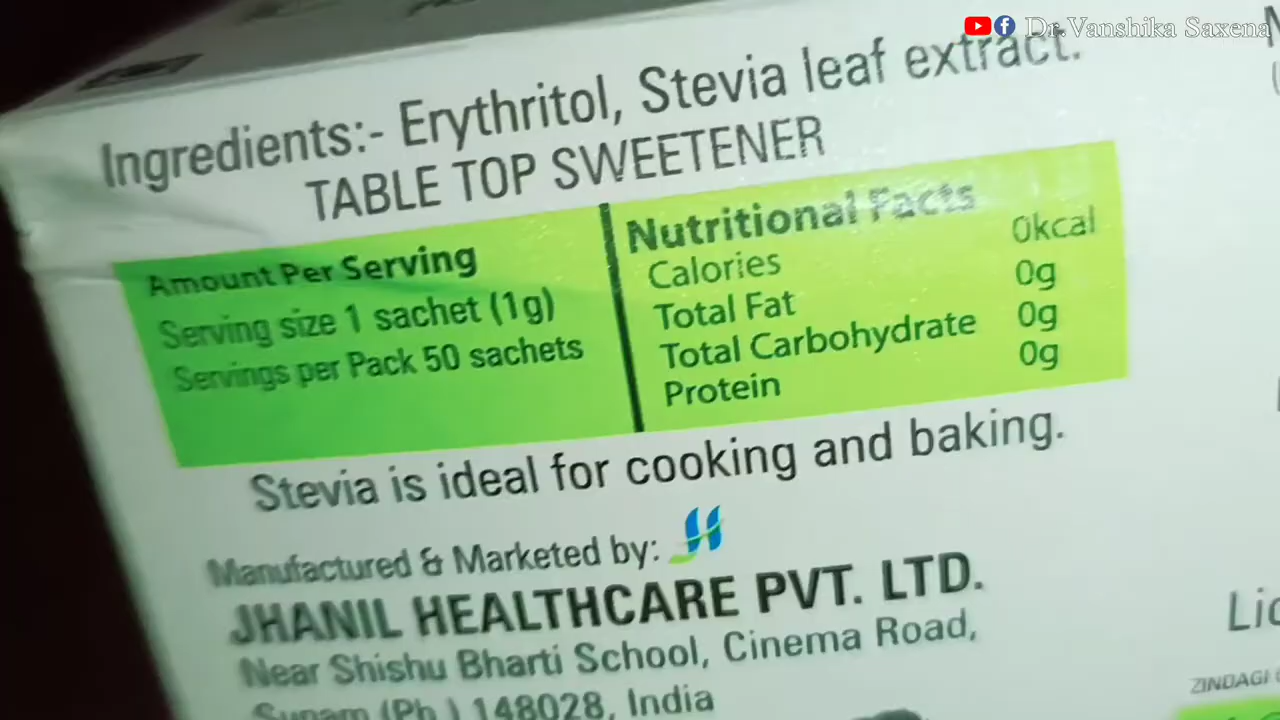 Dr.Vanshika Saxena
Ingredients:- Erythritol, Stevia leaf extract.
TABLE TOP SWEETENER
Amount Per Serving
Serving size 1 sachet (1g)
Servings per Pack 50 sachets
Nutritional Facts
Calories 0kcal
Total Fat 0g
Total Carbohydrate 0g
Protein 0g
Stevia is ideal for cooking and baking.
Manufactured & Marketed by:
JHANIL HEALTHCARE PVT. LTD.
Near Shishu Bharti School, Cinema Road,
Sunam (Pb.) 148028, India
Lic
ZINDAGI